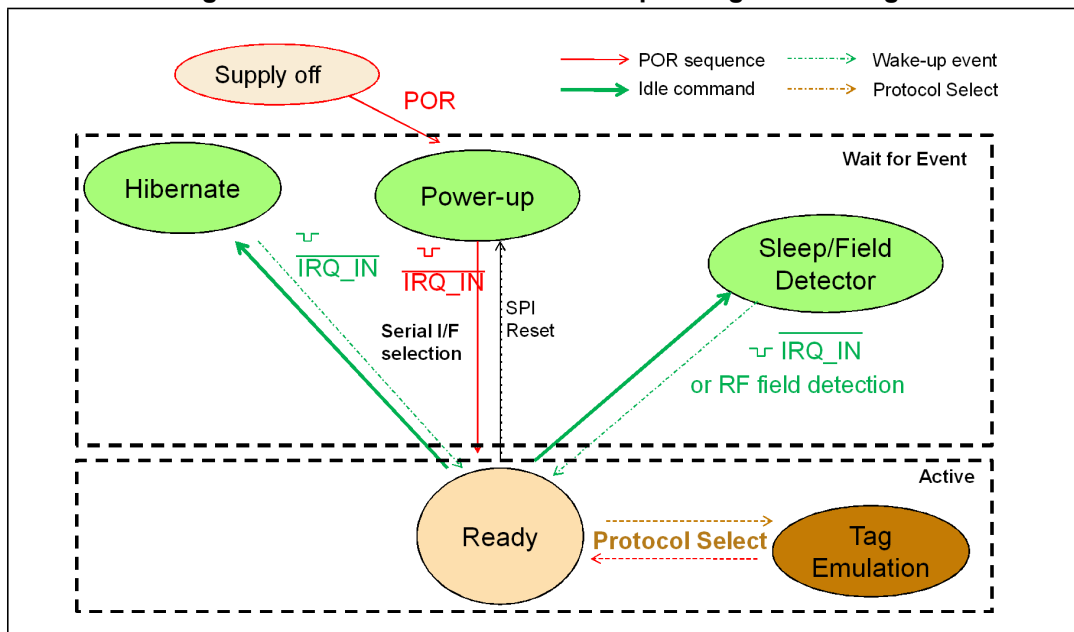 Supply off
POR
POR sequence
Wake-up event
Idle command
Protocol Select
Wait for Event
Hibernate
Power-up
Sleep/Field
Detector
IRQ_IN
IRQ_IN
SPI
Reset
Serial I/F
selection
IRQ_IN
or RF field detection
Active
Ready
Protocol Select
Tag
Emulation